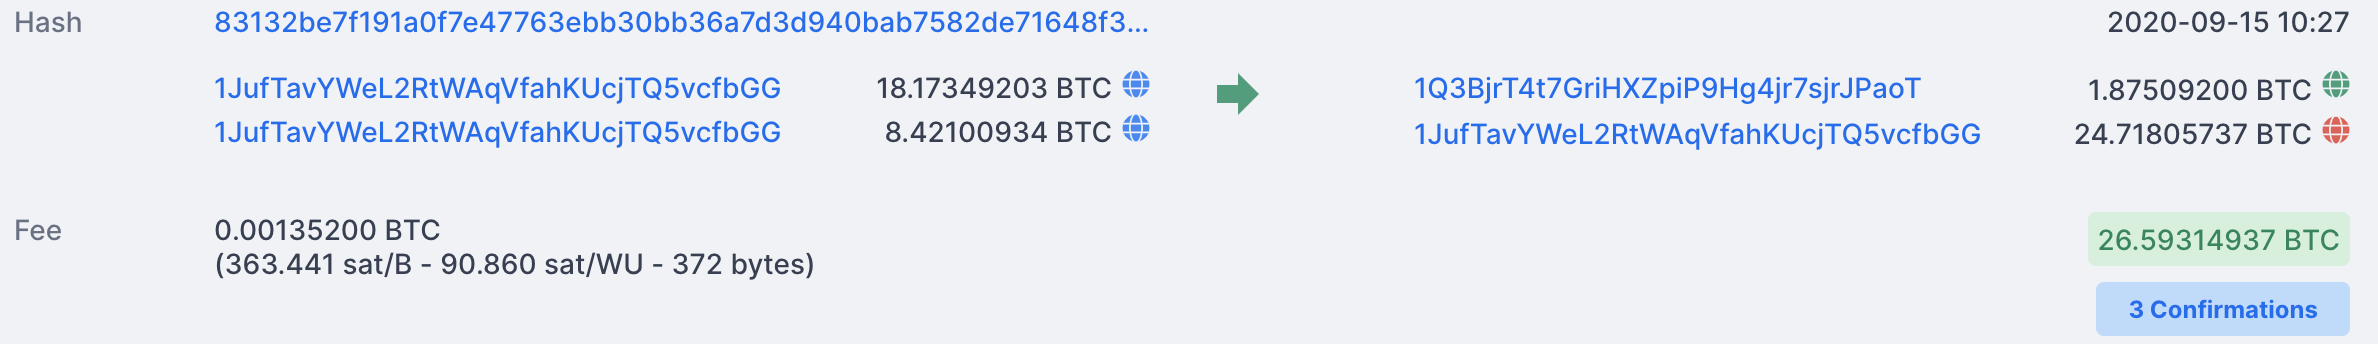 Hash 83132be7f191a0f7e47763ebb30bb36a7d3d940bab7582de71648f3... 2020-09-15 10:27
1JufTavYWeL2RtWAqVfahKUcjTQ5vcfbGG 18.17349203 BTC 1Q3BjrT4t7GriHXZpiP9Hg4jr7sjrJPaoT 1.87509200 BTC
1JufTavYWeL2RtWAqVfahKUcjTQ5vcfbGG 8.42100934 BTC 1JufTavYWeL2RtWAqVfahKUcjTQ5vcfbGG 24.71805737 BTC
Fee 0.00135200 BTC 26.59314937 BTC
(363.441 sat/B - 90.860 sat/WU - 372 bytes)
3 Confirmations